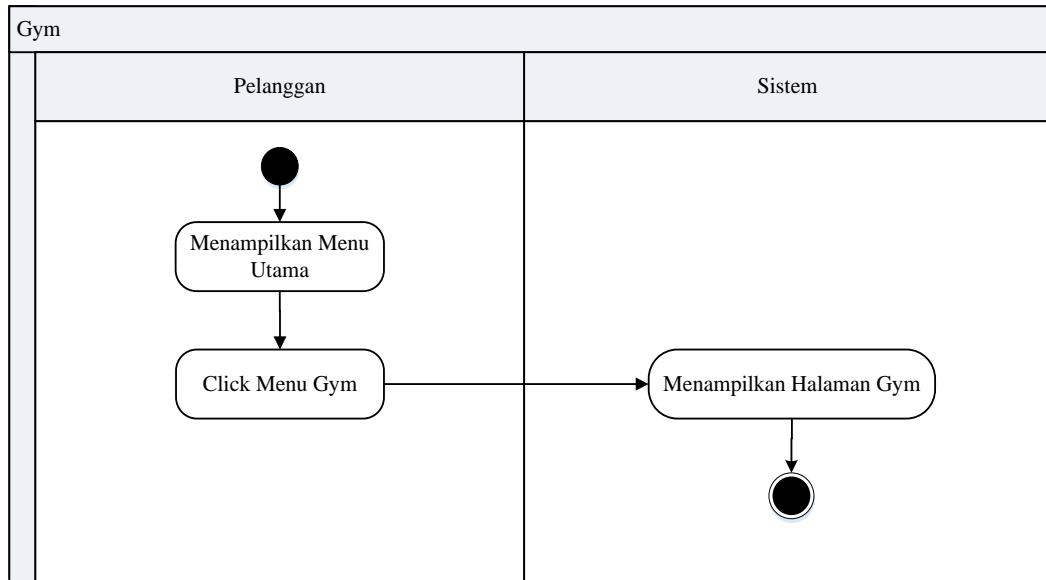 Gym
Pelanggan
Sistem
Menampilkan Menu
Utama
Click Menu Gym
Menampilkan Halaman Gym